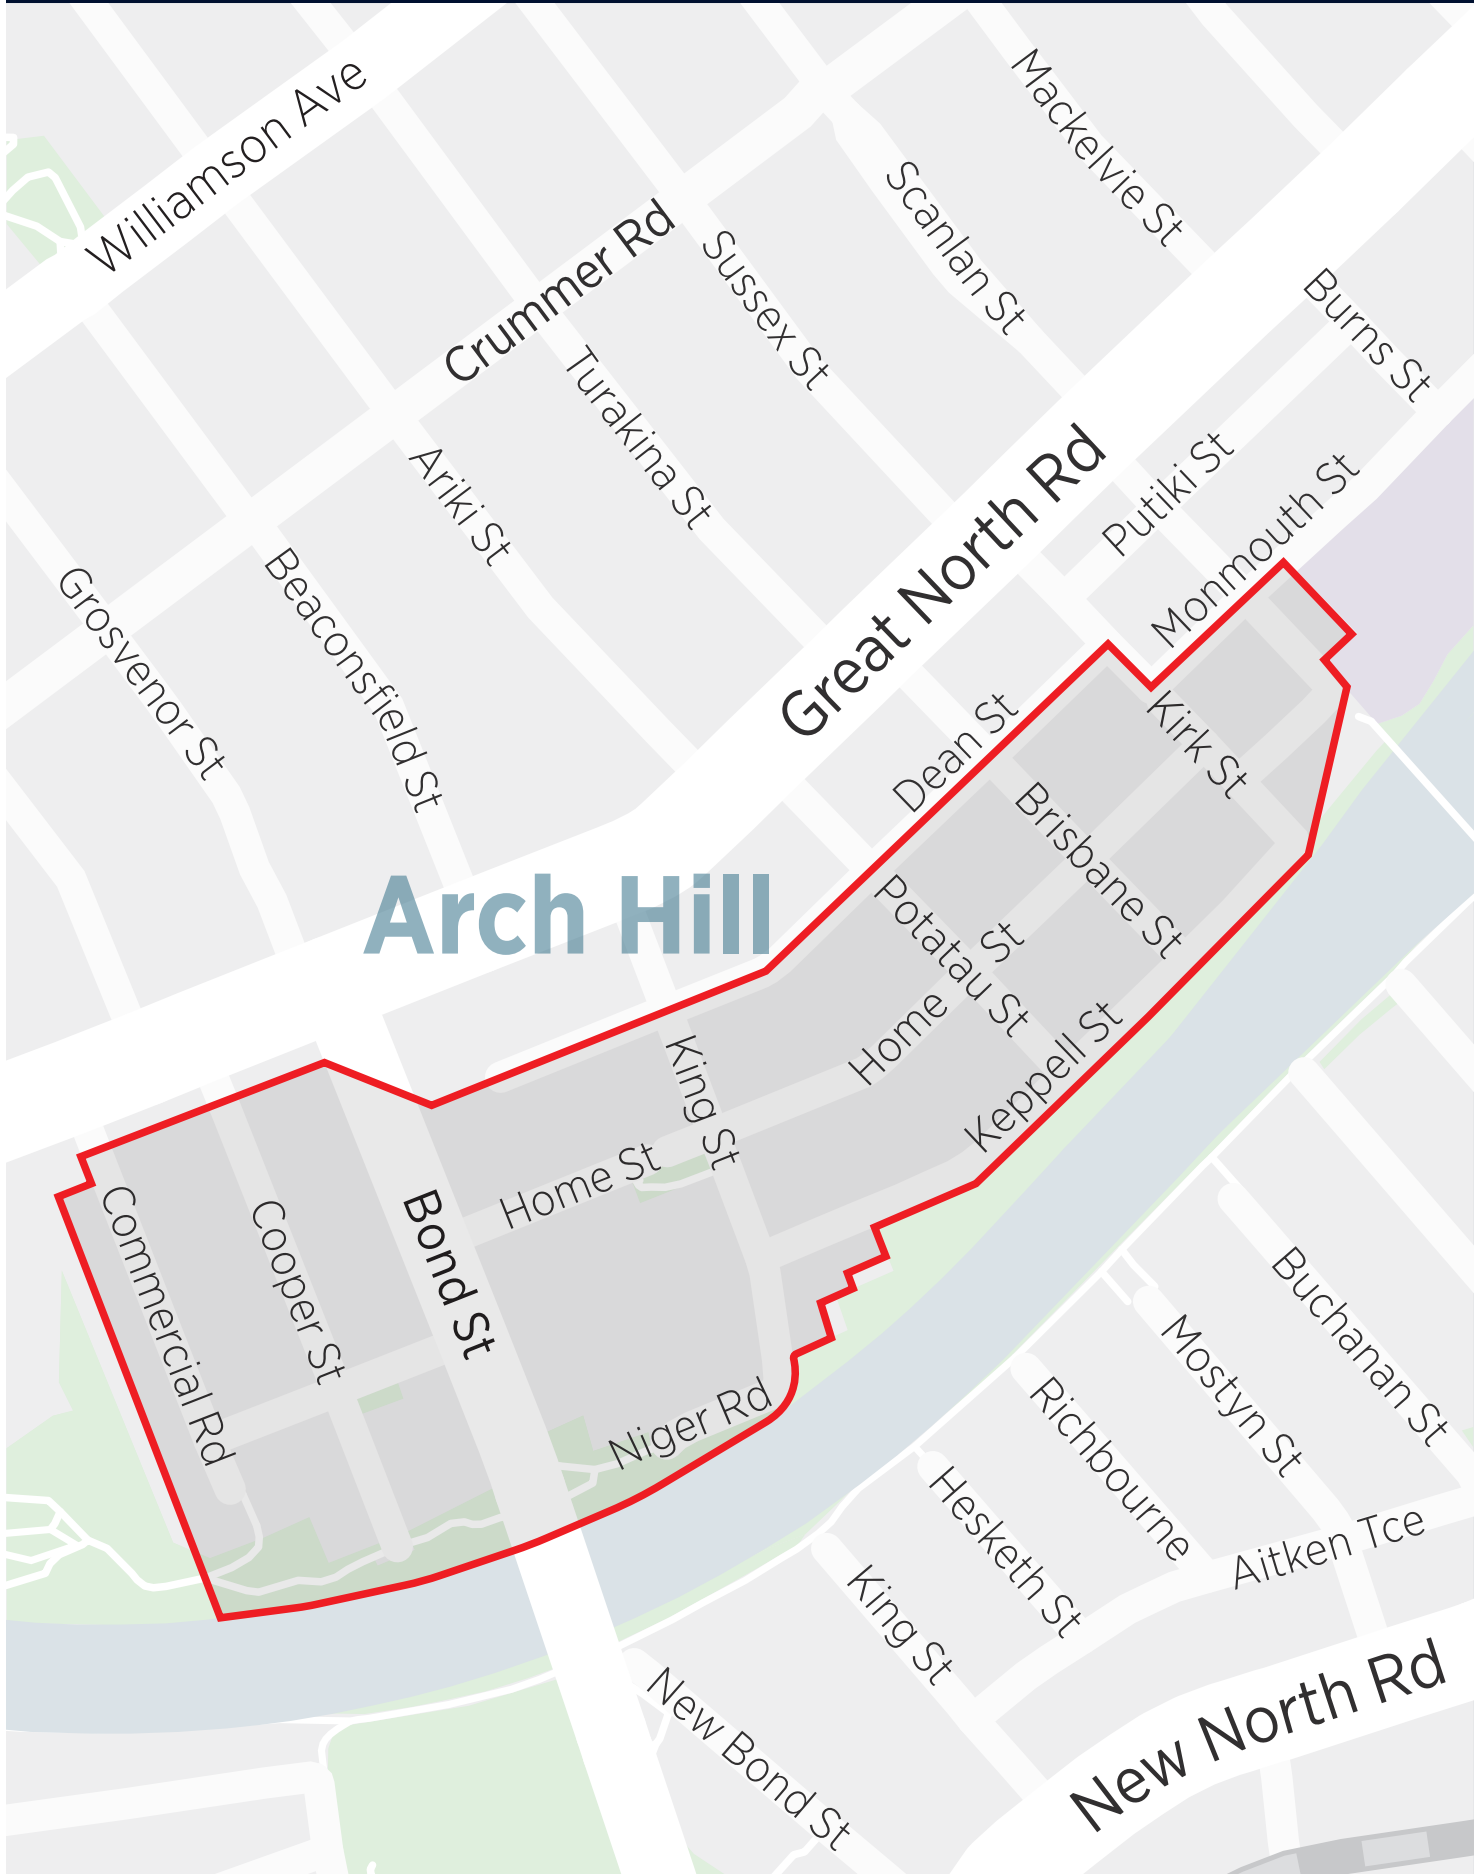 Williamson Ave
Mackelvie St
Scanlan St
Crummer Rd
Sussex St
Burns St
Turakina St
Ariki St
Great North Rd
Putiki St
Monmouth St
Grosvenor St
Beaconsfield St
Dean St
Kirk St
Brisbane St
Arch Hill
Potatau St
Home St
Keppell St
King St
Home St
Commercial Rd
Cooper St
Bond St
Niger Rd
Buchanan St
Mostyn St
Richbourne
Hesketh St
Aitken Tce
King St
New Bond St
New North Rd